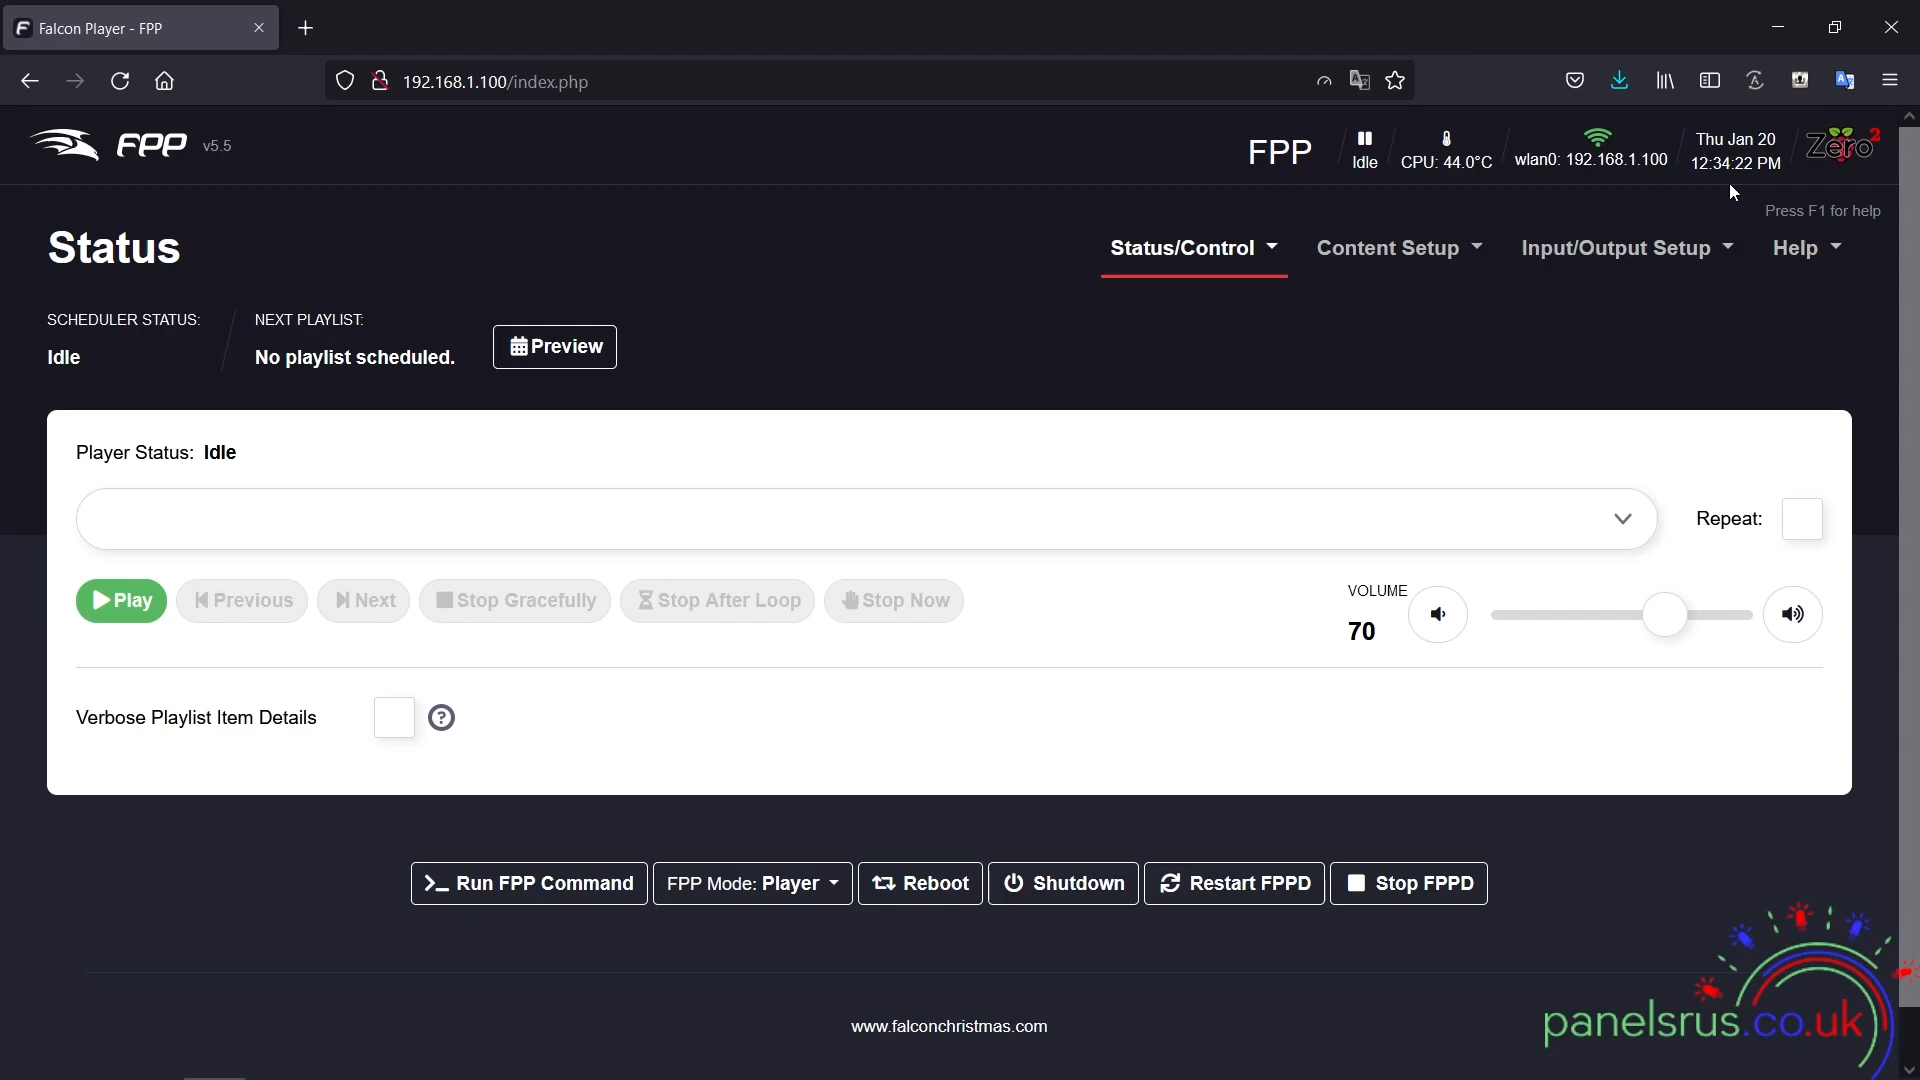 Falcon Player - FPP
192.168.1.100/index.php
FPP v5.5
FPP
Idle
CPU: 44.0°C
wlan0: 192.168.1.100
Thu Jan 20
12:34:22 PM
Zero 2
Press F1 for help
Status
Status/Control
Content Setup
Input/Output Setup
Help
SCHEDULER STATUS:
Idle
NEXT PLAYLIST:
No playlist scheduled.
Preview
Player Status: Idle
Repeat:
Play
Previous
Next
Stop Gracefully
Stop After Loop
Stop Now
VOLUME
70
Verbose Playlist Item Details
Run FPP Command
FPP Mode: Player
Reboot
Shutdown
Restart FPPD
Stop FPPD
www.falconchristmas.com
panelsrus.co.uk